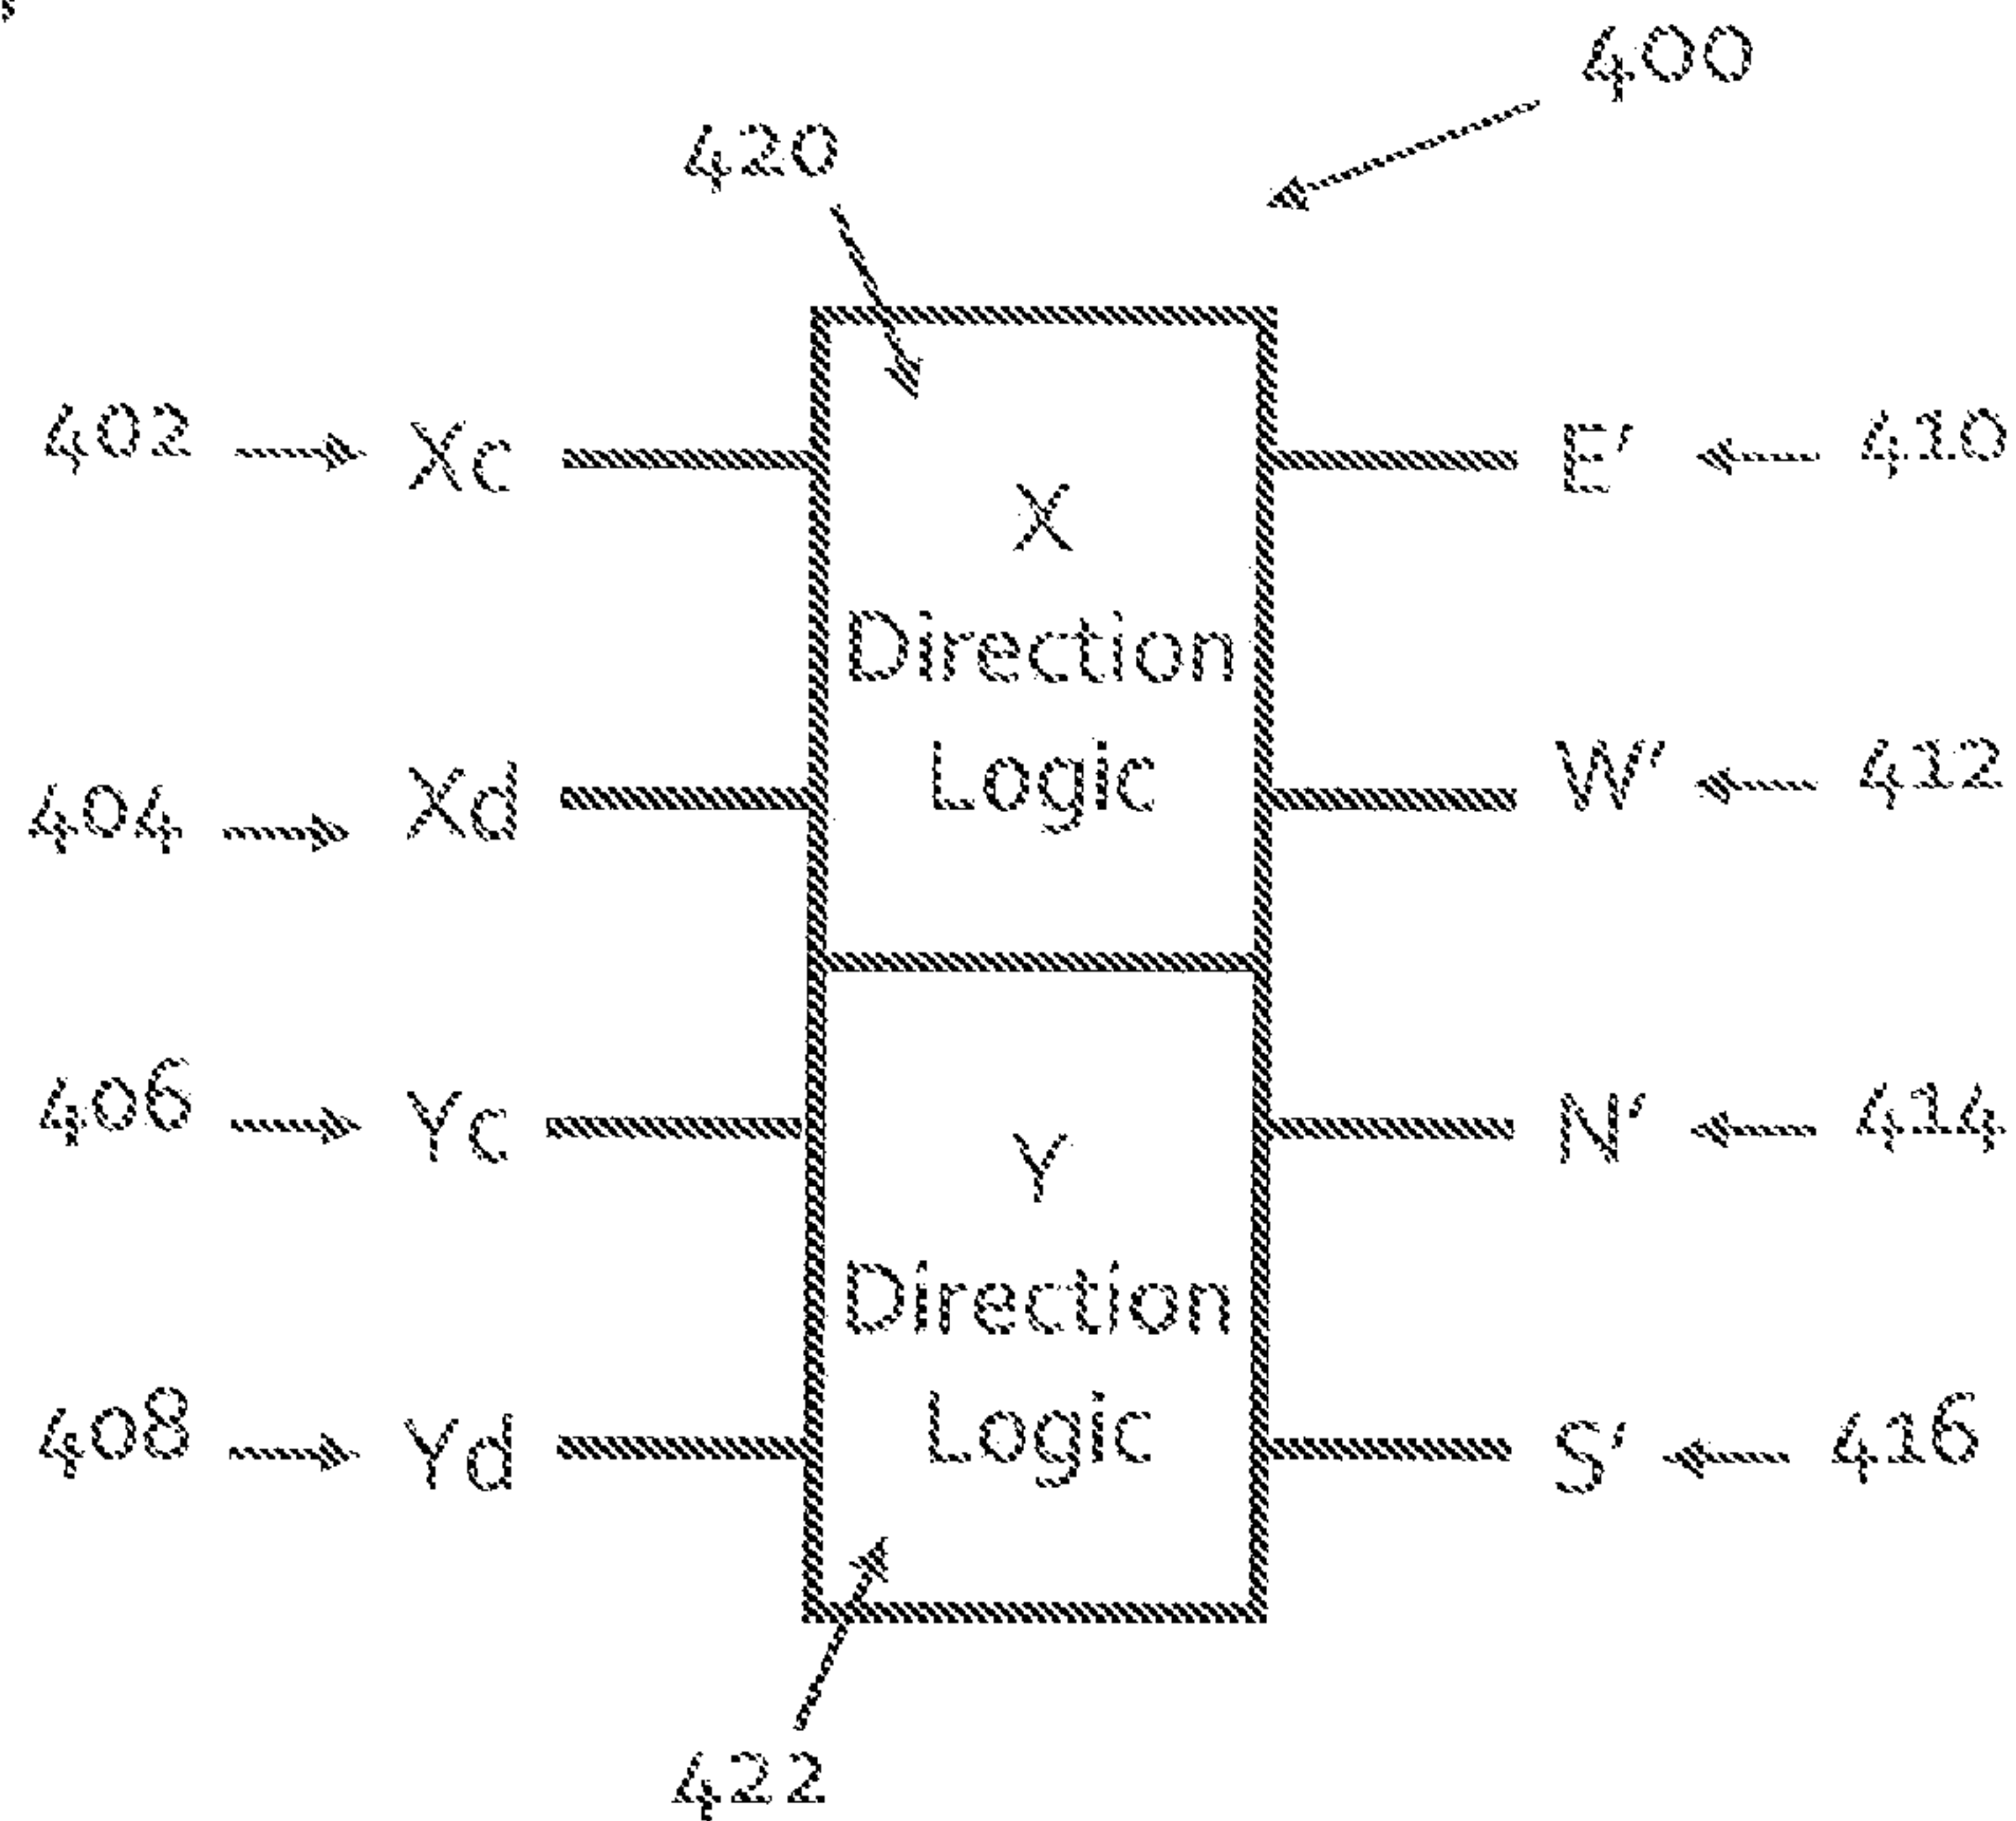 400
420
402 Xc E' 410
X
Direction
Logic
404 Xd W' 412
406 Yc N' 414
Y
Direction
Logic
408 Yd S' 416
422